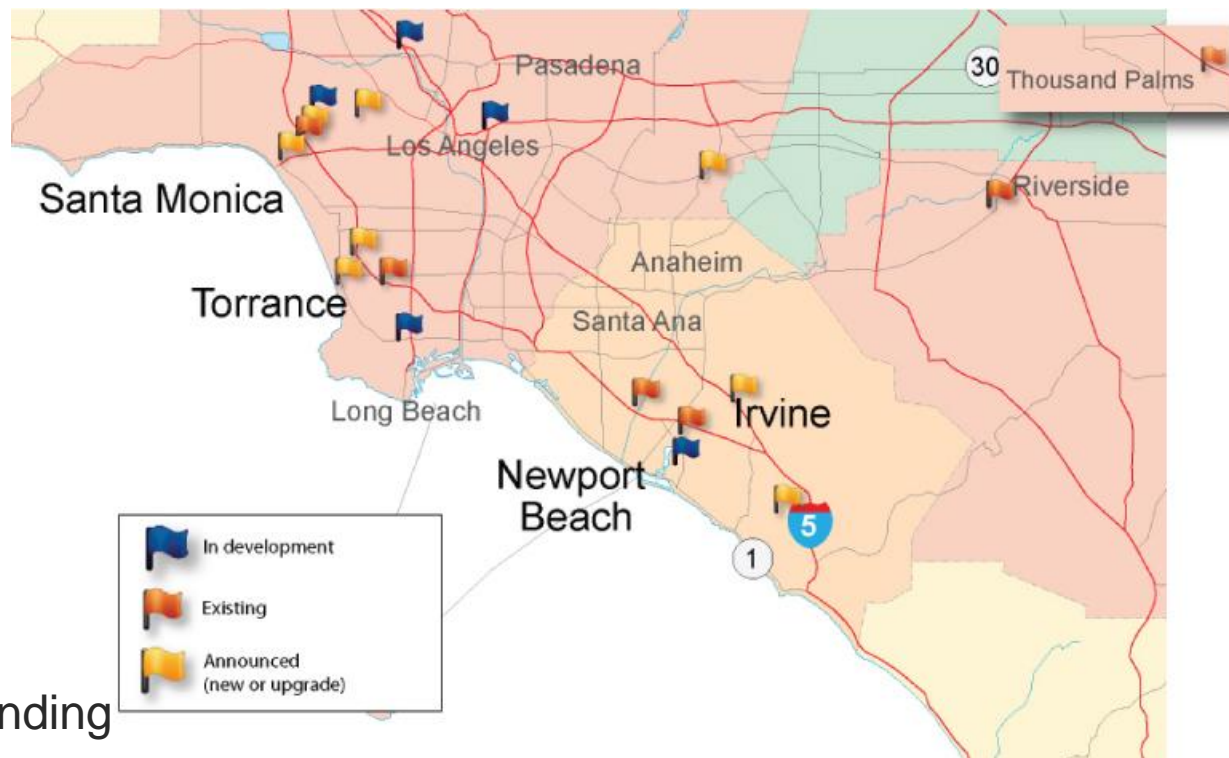 Pasadena
30
Thousand Palms
Los Angeles
Riverside
Santa Monica
Anaheim
Torrance
Santa Ana
Long Beach
Irvine
Newport
Beach
5
1
In development
Existing
Announced
(new or upgrade)
nding